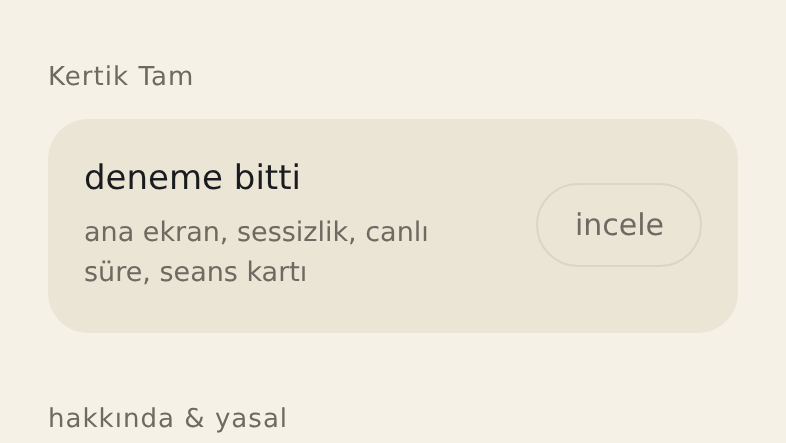 Kertik Tam
deneme bitti
ana ekran, sessizlik, canlı
süre, seans kartı
incele
hakkında & yasal